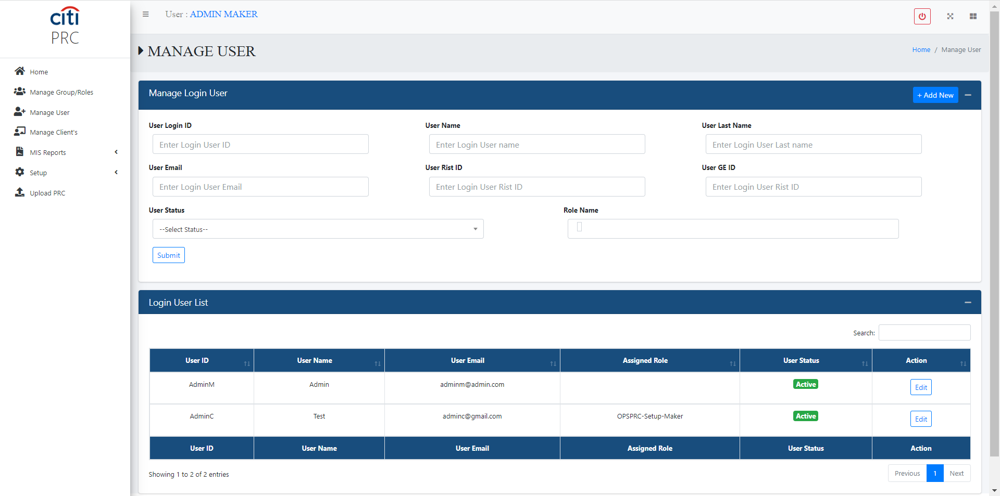 citi
PRC
Home
Manage Group/Roles
Manage User
Manage Client's
MIS Reports
Setup
Upload PRC
User : ADMIN MAKER
MANAGE USER
Home / Manage User
Manage Login User
+ Add New
User Login ID
User Name
User Last Name
Enter Login User ID
Enter Login User name
Enter Login User Last name
User Email
User Rist ID
User GE ID
Enter Login User Email
Enter Login User Rist ID
Enter Login User Rist ID
User Status
Role Name
--Select Status--
Submit
Login User List
Search:
User ID User Name User Email Assigned Role User Status Action
AdminM Admin adminm@admin.com Active Edit
AdminC Test adminc@gmail.com OPSPRC-Setup-Maker Active Edit
User ID User Name User Email Assigned Role User Status Action
Showing 1 to 2 of 2 entries
Previous 1 Next